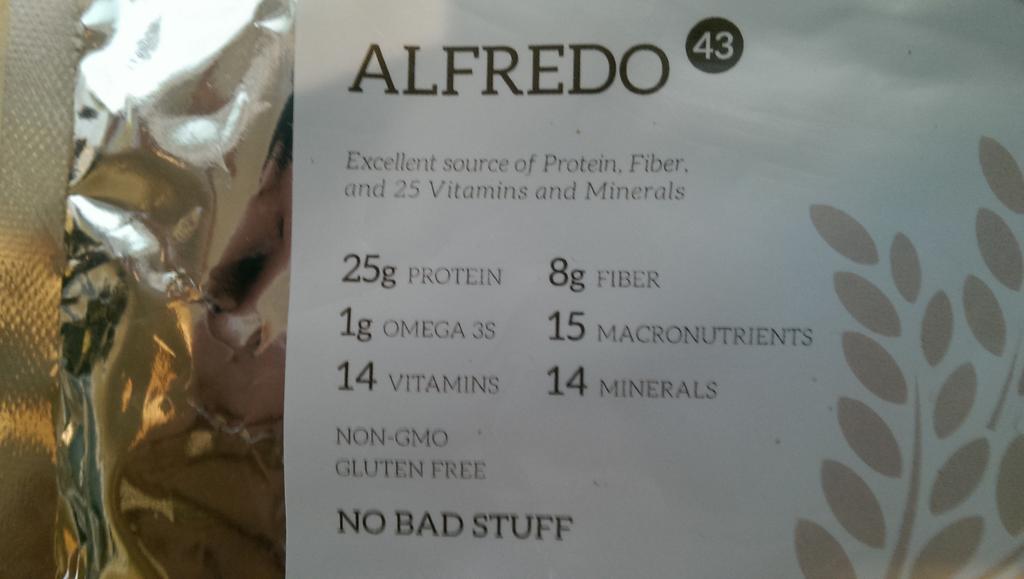 ALFREDO 43
Excellent source of Protein, Fiber,
and 25 Vitamins and Minerals
25g PROTEIN 8g FIBER
1g OMEGA 3S 15 MACRONUTRIENTS
14 VITAMINS 14 MINERALS
NON-GMO
GLUTEN FREE
NO BAD STUFF